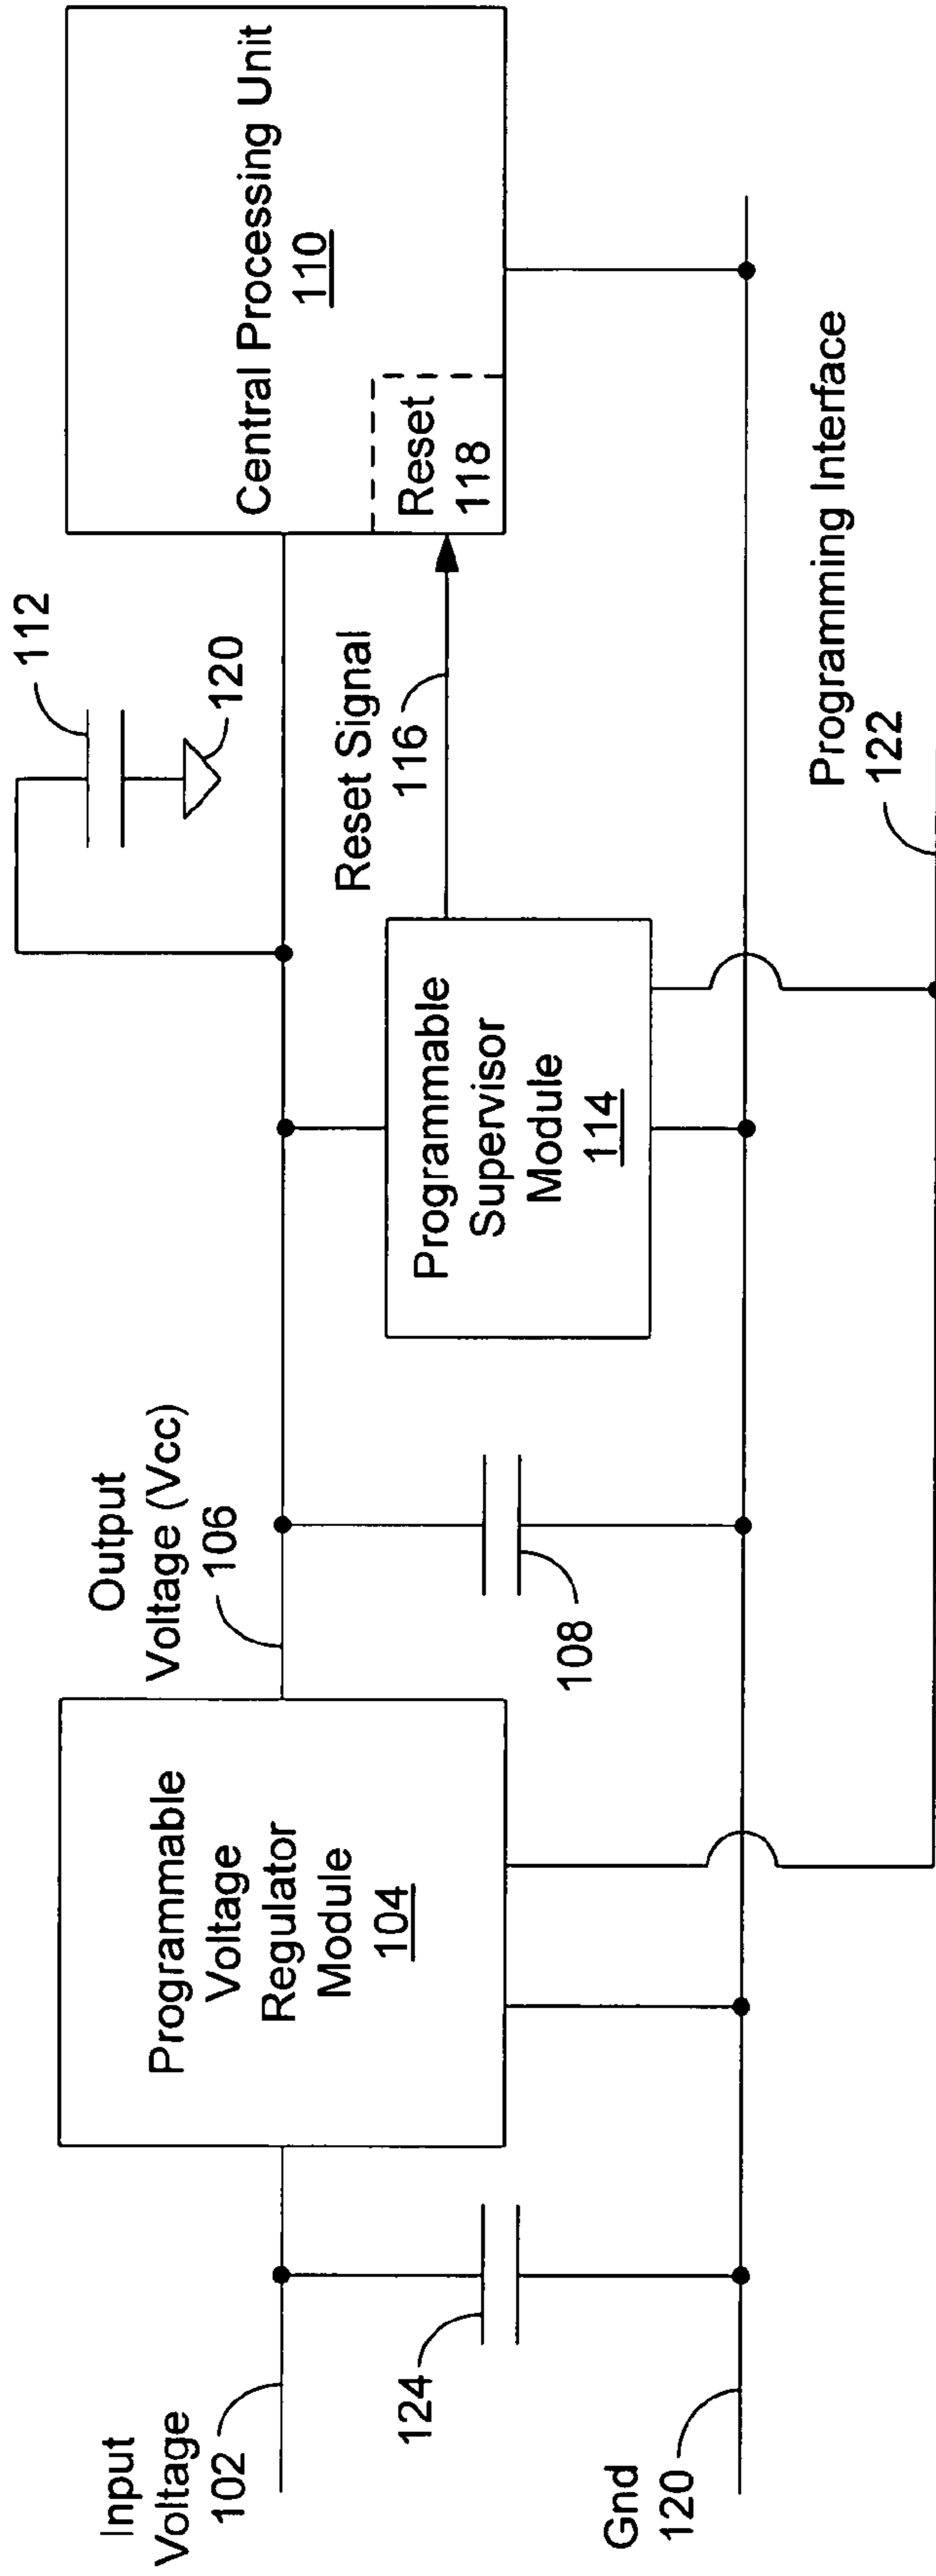 Input
Voltage
102
124
Gnd
120
Programmable
Voltage
Regulator
Module
104
Output
Voltage (Vcc)
106
108
Programmable
Supervisor
Module
114
Reset Signal
116
112
120
Central Processing Unit
110
Reset
118
Programming Interface
122